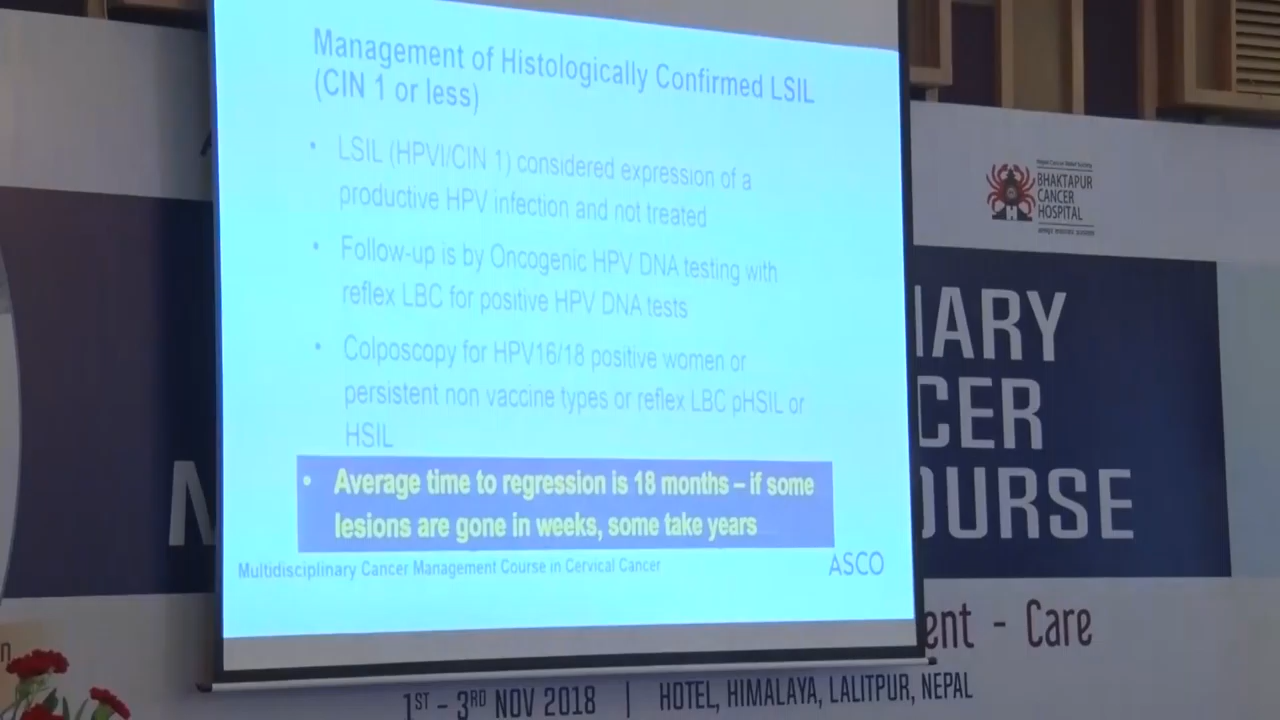 Management of Histologically Confirmed LSIL
(CIN 1 or less)
• LSIL (HPVI/CIN 1) considered expression of a
productive HPV infection and not treated
• Follow-up is by Oncogenic HPV DNA testing with
reflex LBC for positive HPV DNA tests
• Colposcopy for HPV16/18 positive women or
persistent non vaccine types or reflex LBC pHSIL or
HSIL
• Average time to regression is 18 months – if some
lesions are gone in weeks, some take years
Multidisciplinary Cancer Management Course in Cervical Cancer
ASCO
Nepal Cancer Relief Society
BHAKTAPUR
CANCER
HOSPITAL
M
NARY
CER
OURSE
ent - Care
1ST – 3RD NOV 2018 | HOTEL, HIMALAYA, LALITPUR, NEPAL